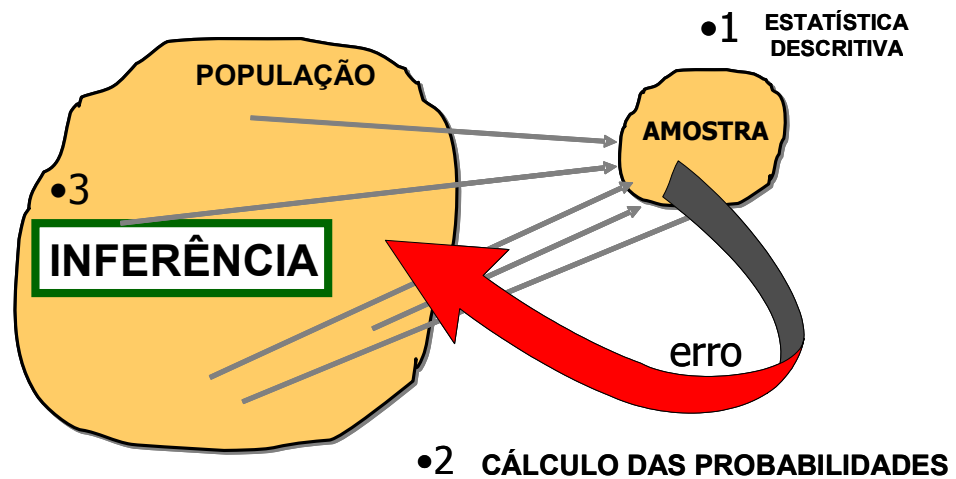 •1 ESTATÍSTICA
DESCRITIVA
POPULAÇÃO
AMOSTRA
•3
INFERÊNCIA
erro
•2 CÁLCULO DAS PROBABILIDADES